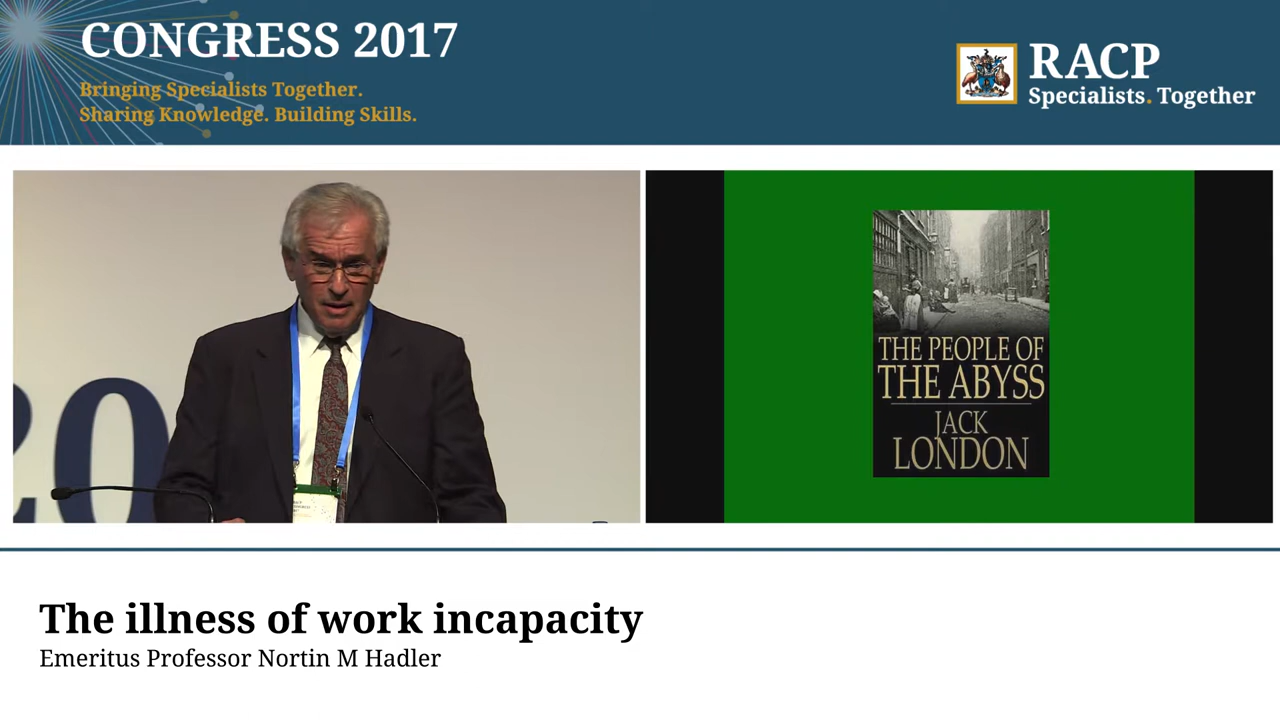 CONGRESS 2017
Bringing Specialists Together.
Sharing Knowledge. Building Skills.
RACP
Specialists. Together
20
THE PEOPLE OF
THE ABYSS
JACK
LONDON
The illness of work incapacity
Emeritus Professor Nortin M Hadler